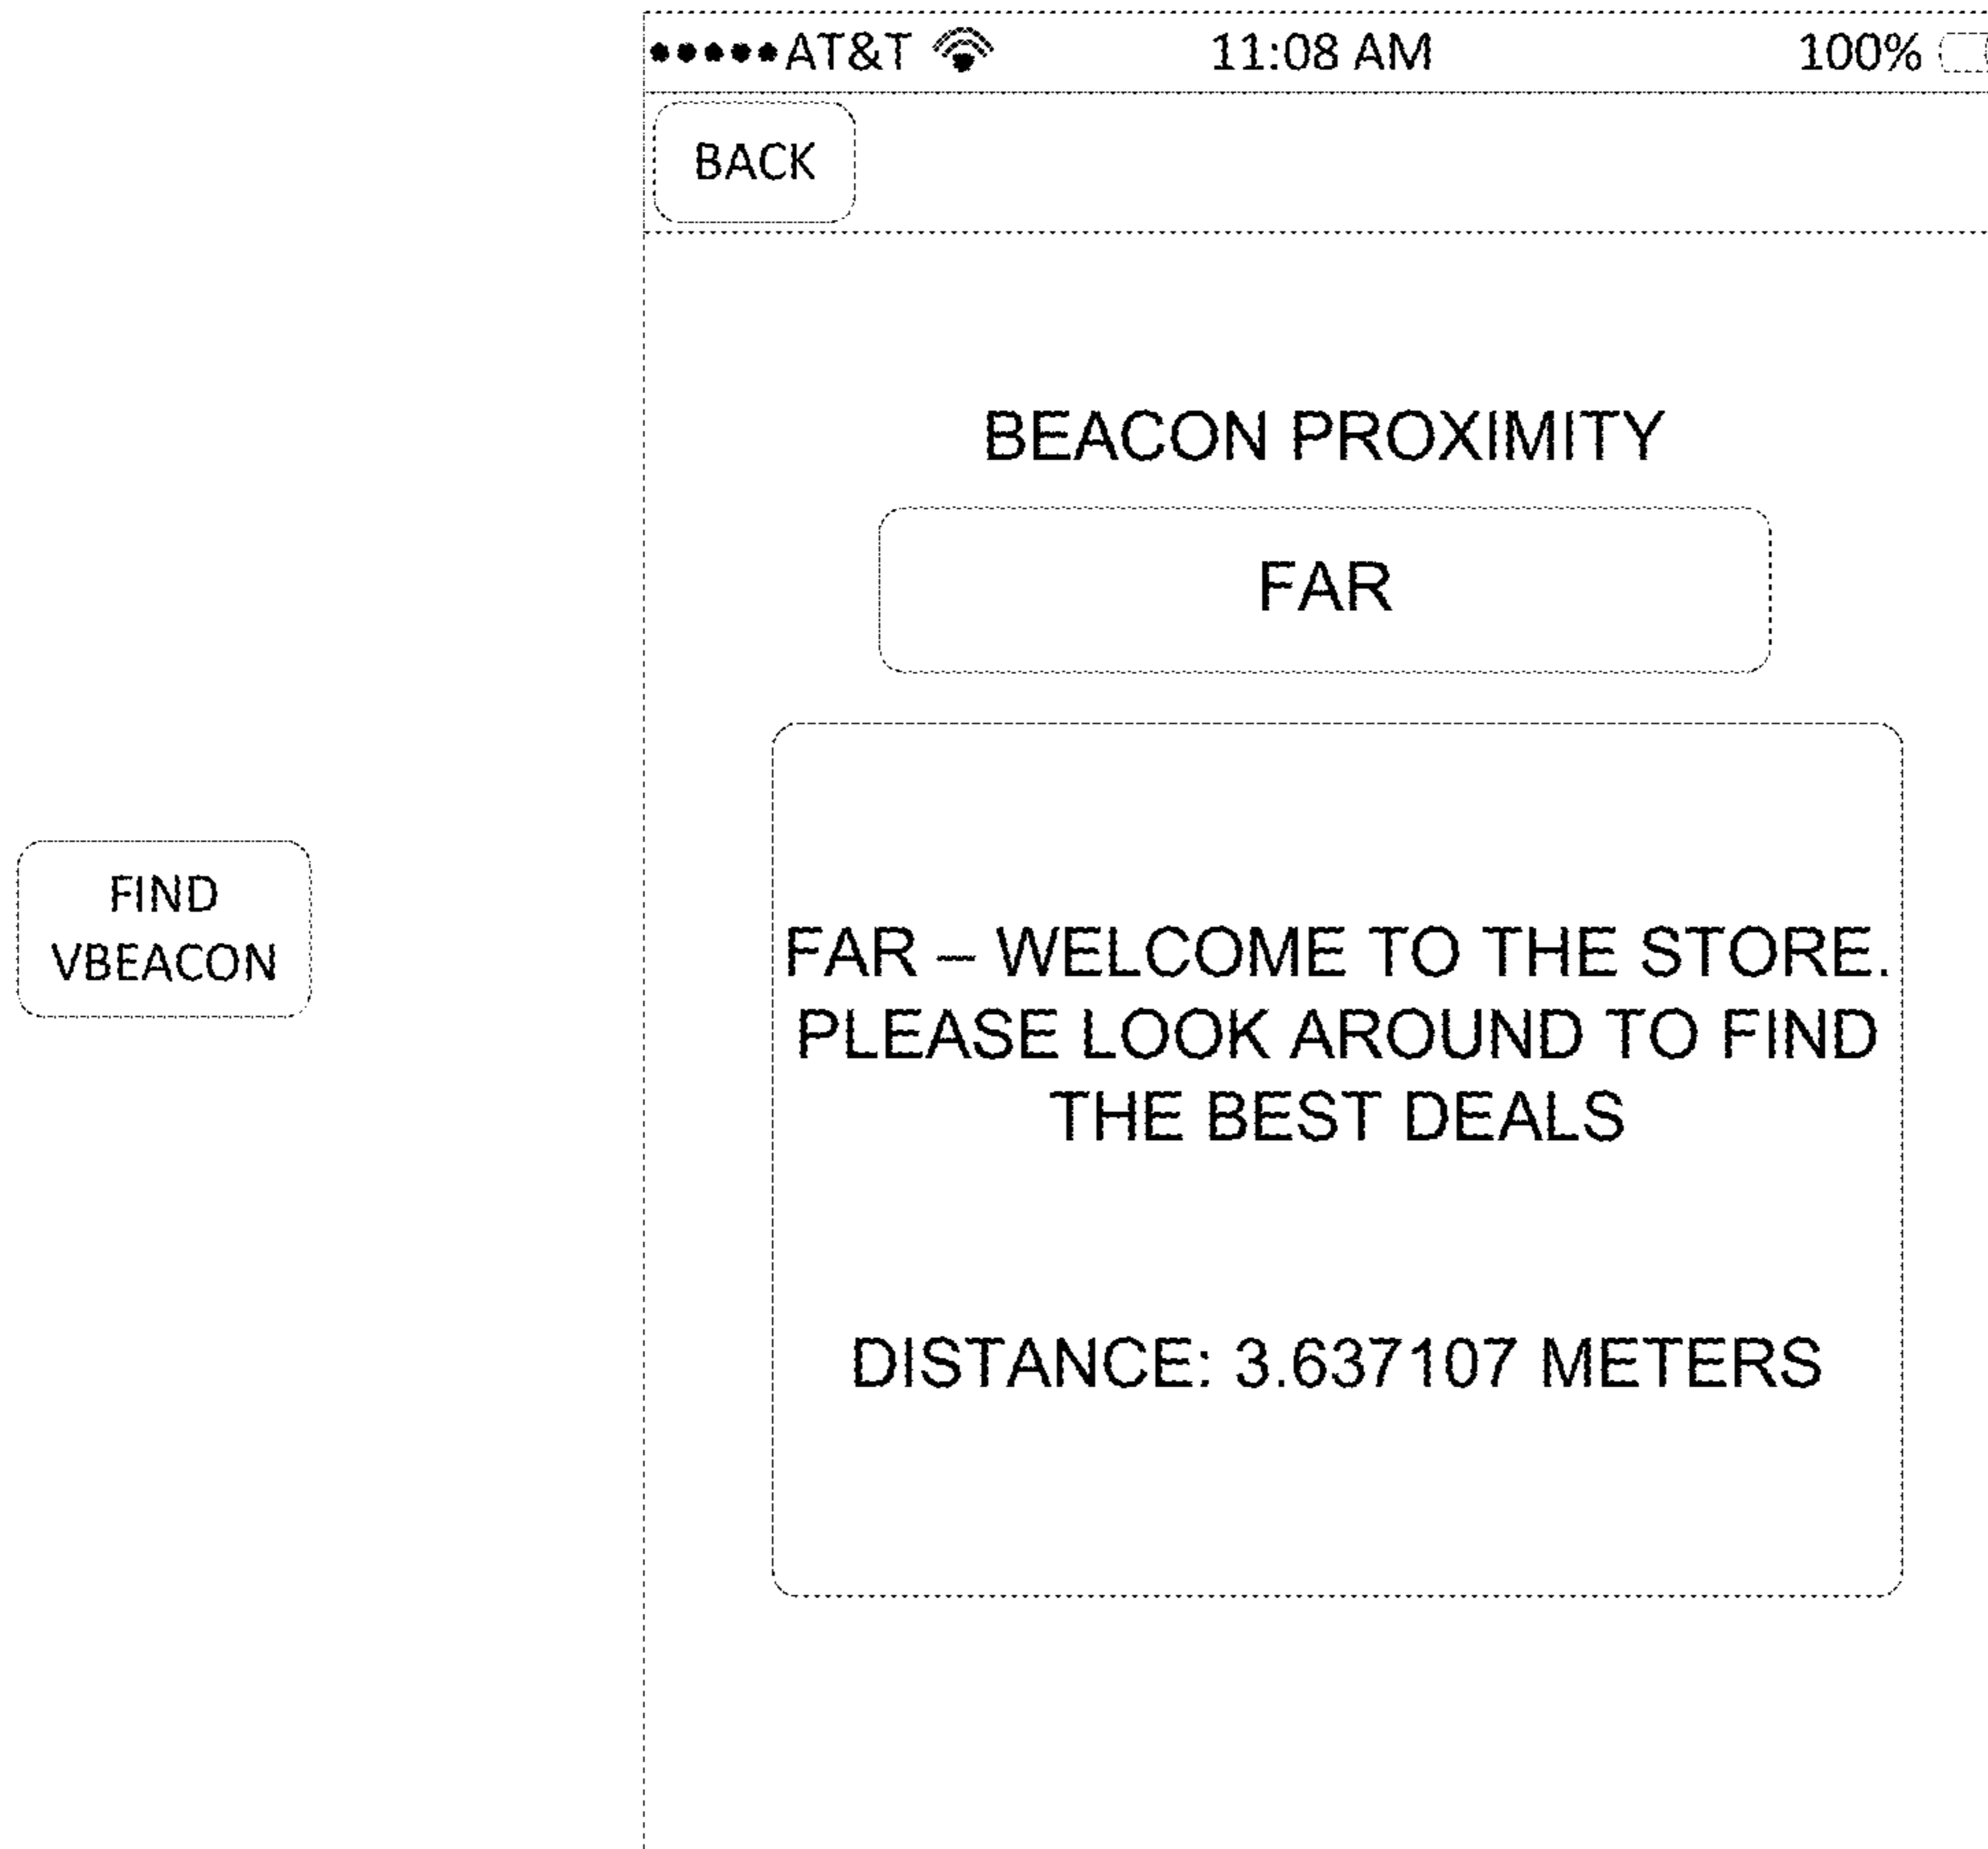 AT&T 11:08 AM 100%
BACK
BEACON PROXIMITY
FAR
FIND
VBEACON
FAR – WELCOME TO THE STORE.
PLEASE LOOK AROUND TO FIND
THE BEST DEALS
DISTANCE: 3.637107 METERS